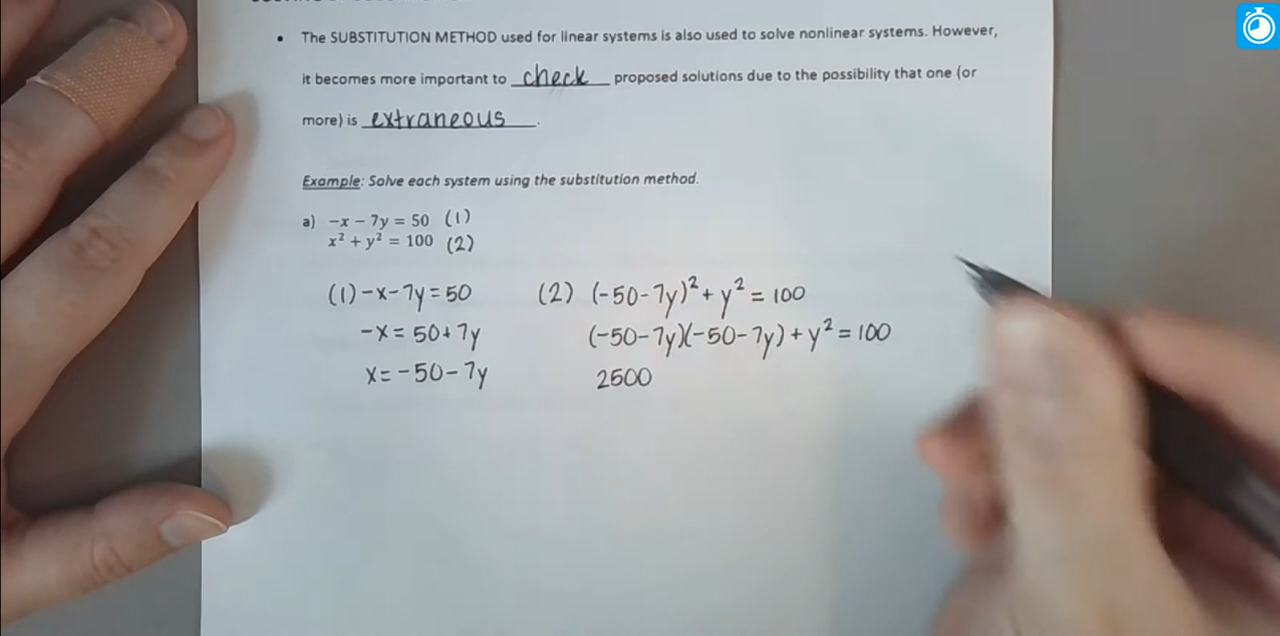 • The SUBSTITUTION METHOD used for linear systems is also used to solve nonlinear systems. However,
it becomes more important to check proposed solutions due to the possibility that one (or
more) is extraneous.
Example: Solve each system using the substitution method.
a) -x – 7y = 50 (1)
x² + y² = 100 (2)
(1) -x-7y=50
-x = 50+7y
x = -50-7y
(2) (-50-7y)² + y² = 100
(-50-7y)(-50-7y) + y² = 100
2500